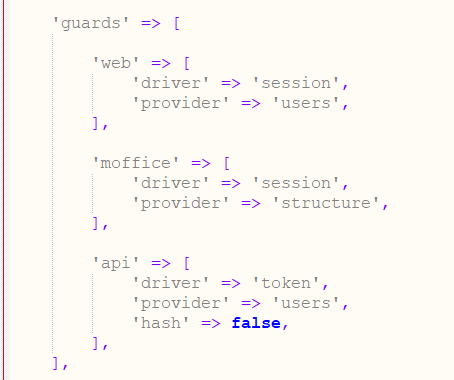 'guards' => [
'web' => [
'driver' => 'session',
'provider' => 'users',
],
'moffice' => [
'driver' => 'session',
'provider' => 'structure',
],
'api' => [
'driver' => 'token',
'provider' => 'users',
'hash' => false,
],
],